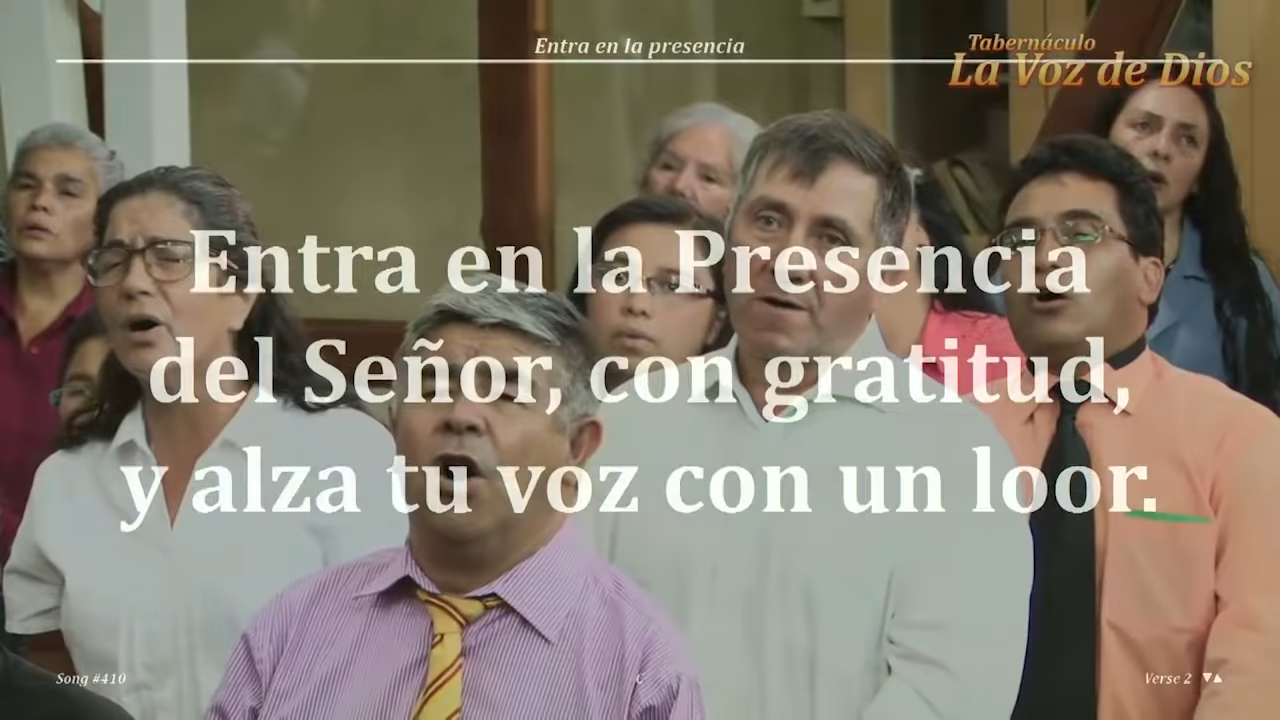 Entra en la presencia
Tabernáculo
La Voz de Dios
Entra en la Presencia
del Señor, con gratitud,
y alza tu voz con un loor.
Song #410
C
Verse 2 ▼▲